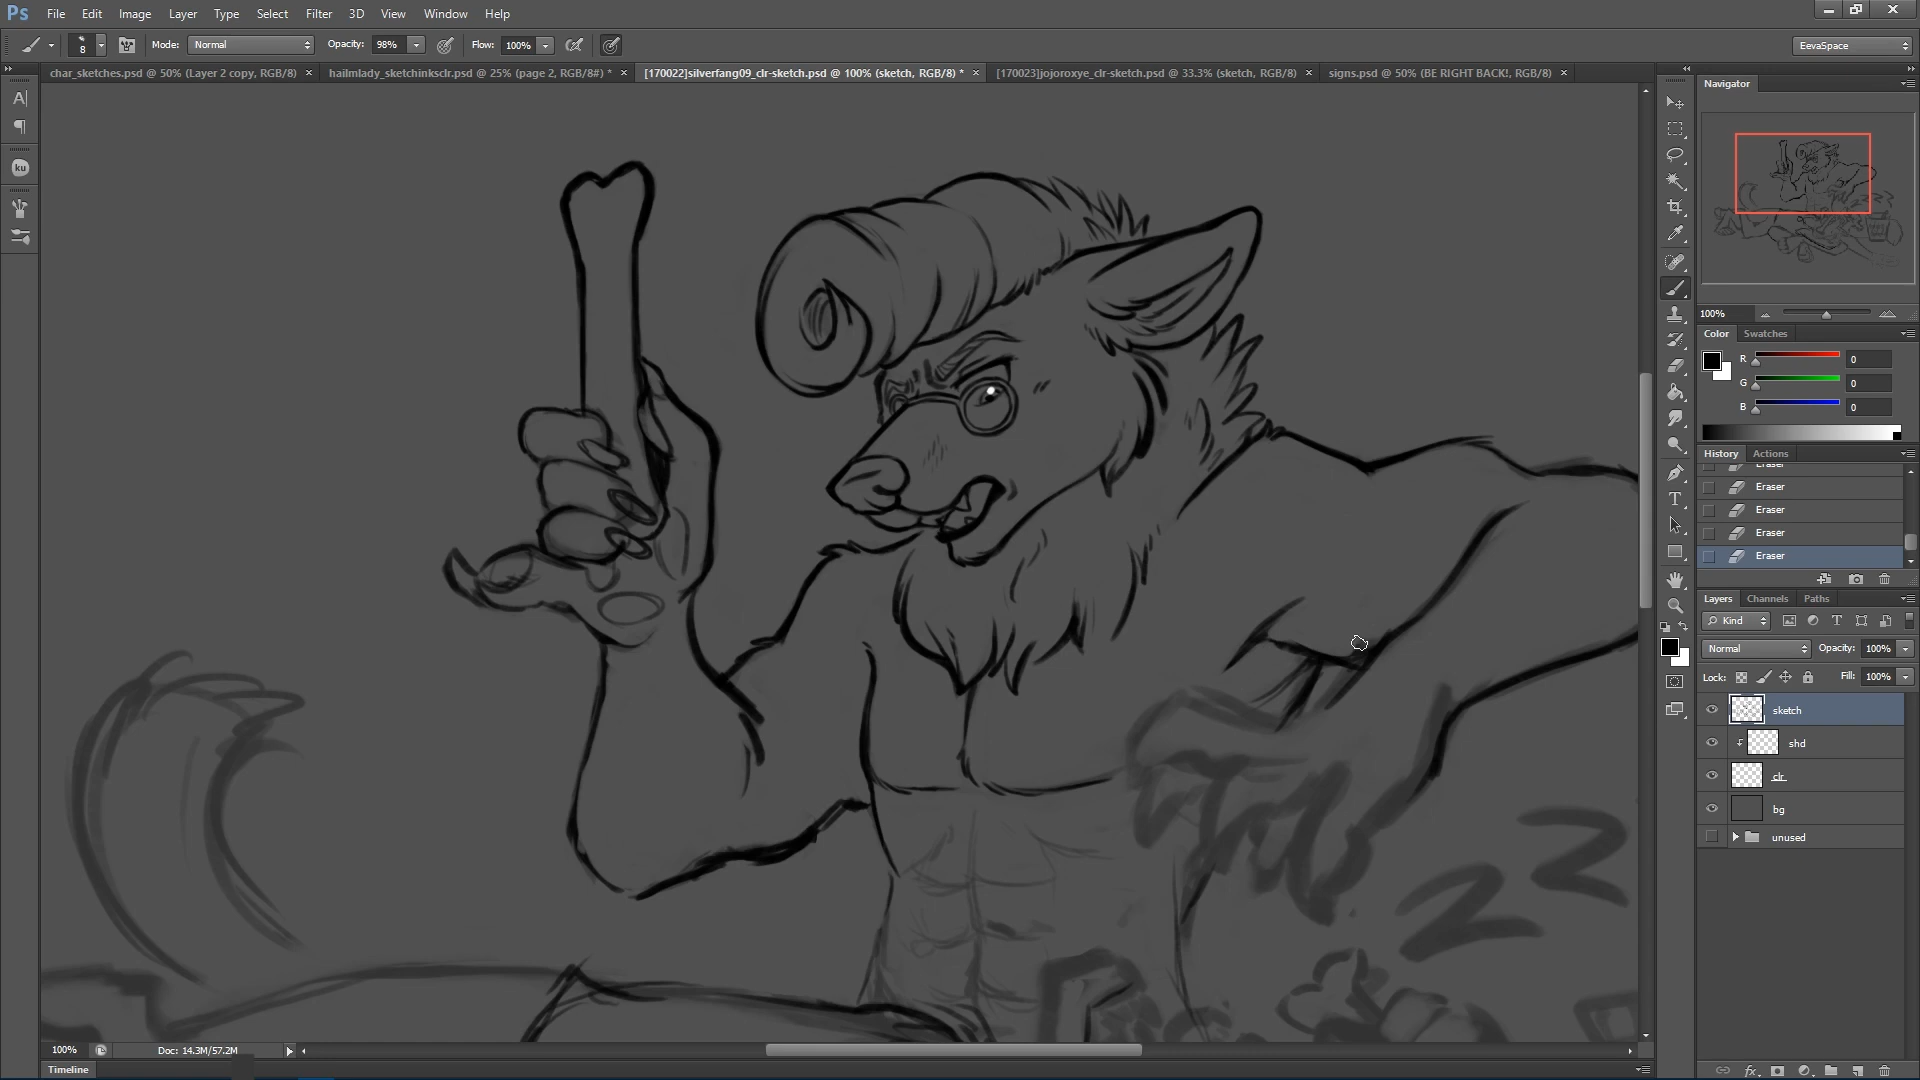 Ps File Edit Image Layer Type Select Filter 3D View Window Help
8 Mode: Normal Opacity: 98% Flow: 100% EevaSpace
char_sketches.psd @ 50% (Layer 2 copy, RGB/8) × hailmlady_sketchinksclr.psd @ 25% (page 2, RGB/8#) * × [170022]silverfang09_clr-sketch.psd @ 100% (sketch, RGB/8) * × [170023]jojoroxye_clr-sketch.psd @ 33.3% (sketch, RGB/8) × signs.psd @ 50% (BE RIGHT BACK!, RGB/8) ×
A
ku
Navigator
100%
Color Swatches
R 0
G 0
B 0
History Actions
Eraser
Eraser
Eraser
Eraser
Eraser
Layers Channels Paths
Kind
Normal Opacity: 100%
Lock: Fill: 100%
sketch
shd
clr
bg
unused
100% Doc: 14.3M/57.2M
Timeline
fx